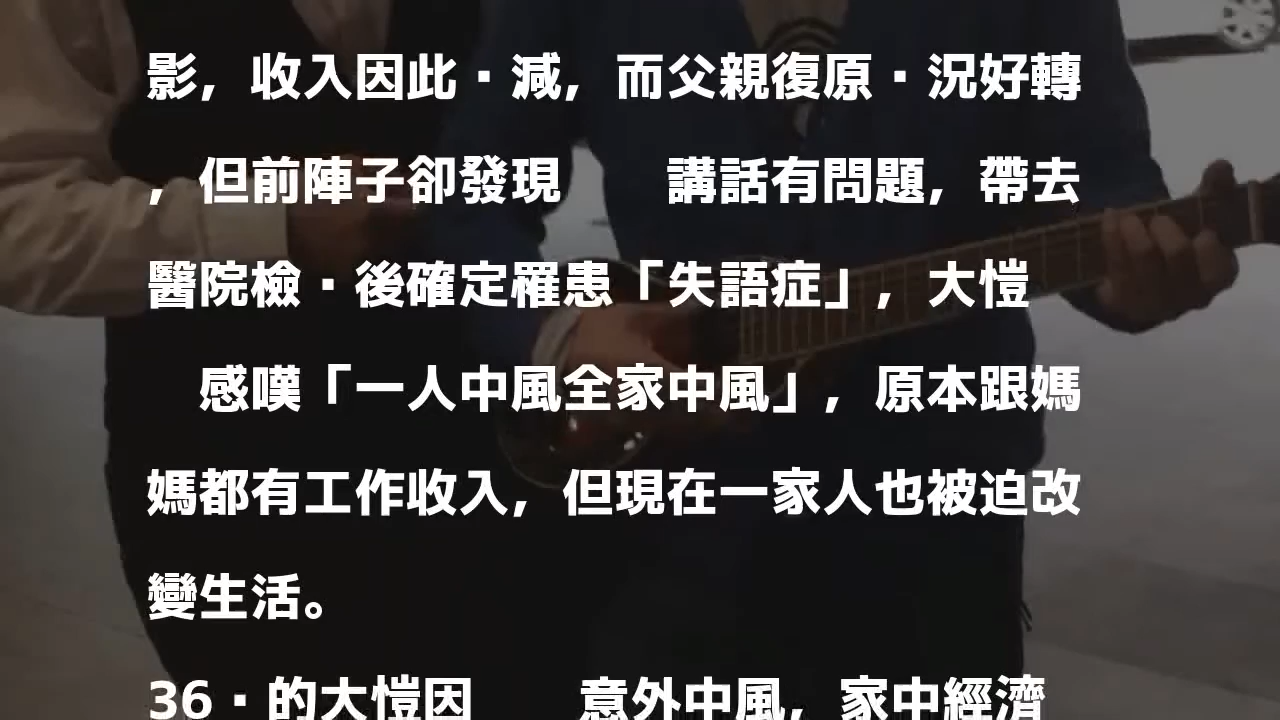 影，收入因此·減，而父親復原·況好轉
，但前陣子卻發現　　講話有問題，帶去
醫院檢·後確定罹患「失語症」，大愷
感嘆「一人中風全家中風」，原本跟媽
媽都有工作收入，但現在一家人也被迫改
變生活。
36·的大愷因　　意外中風，家中經濟